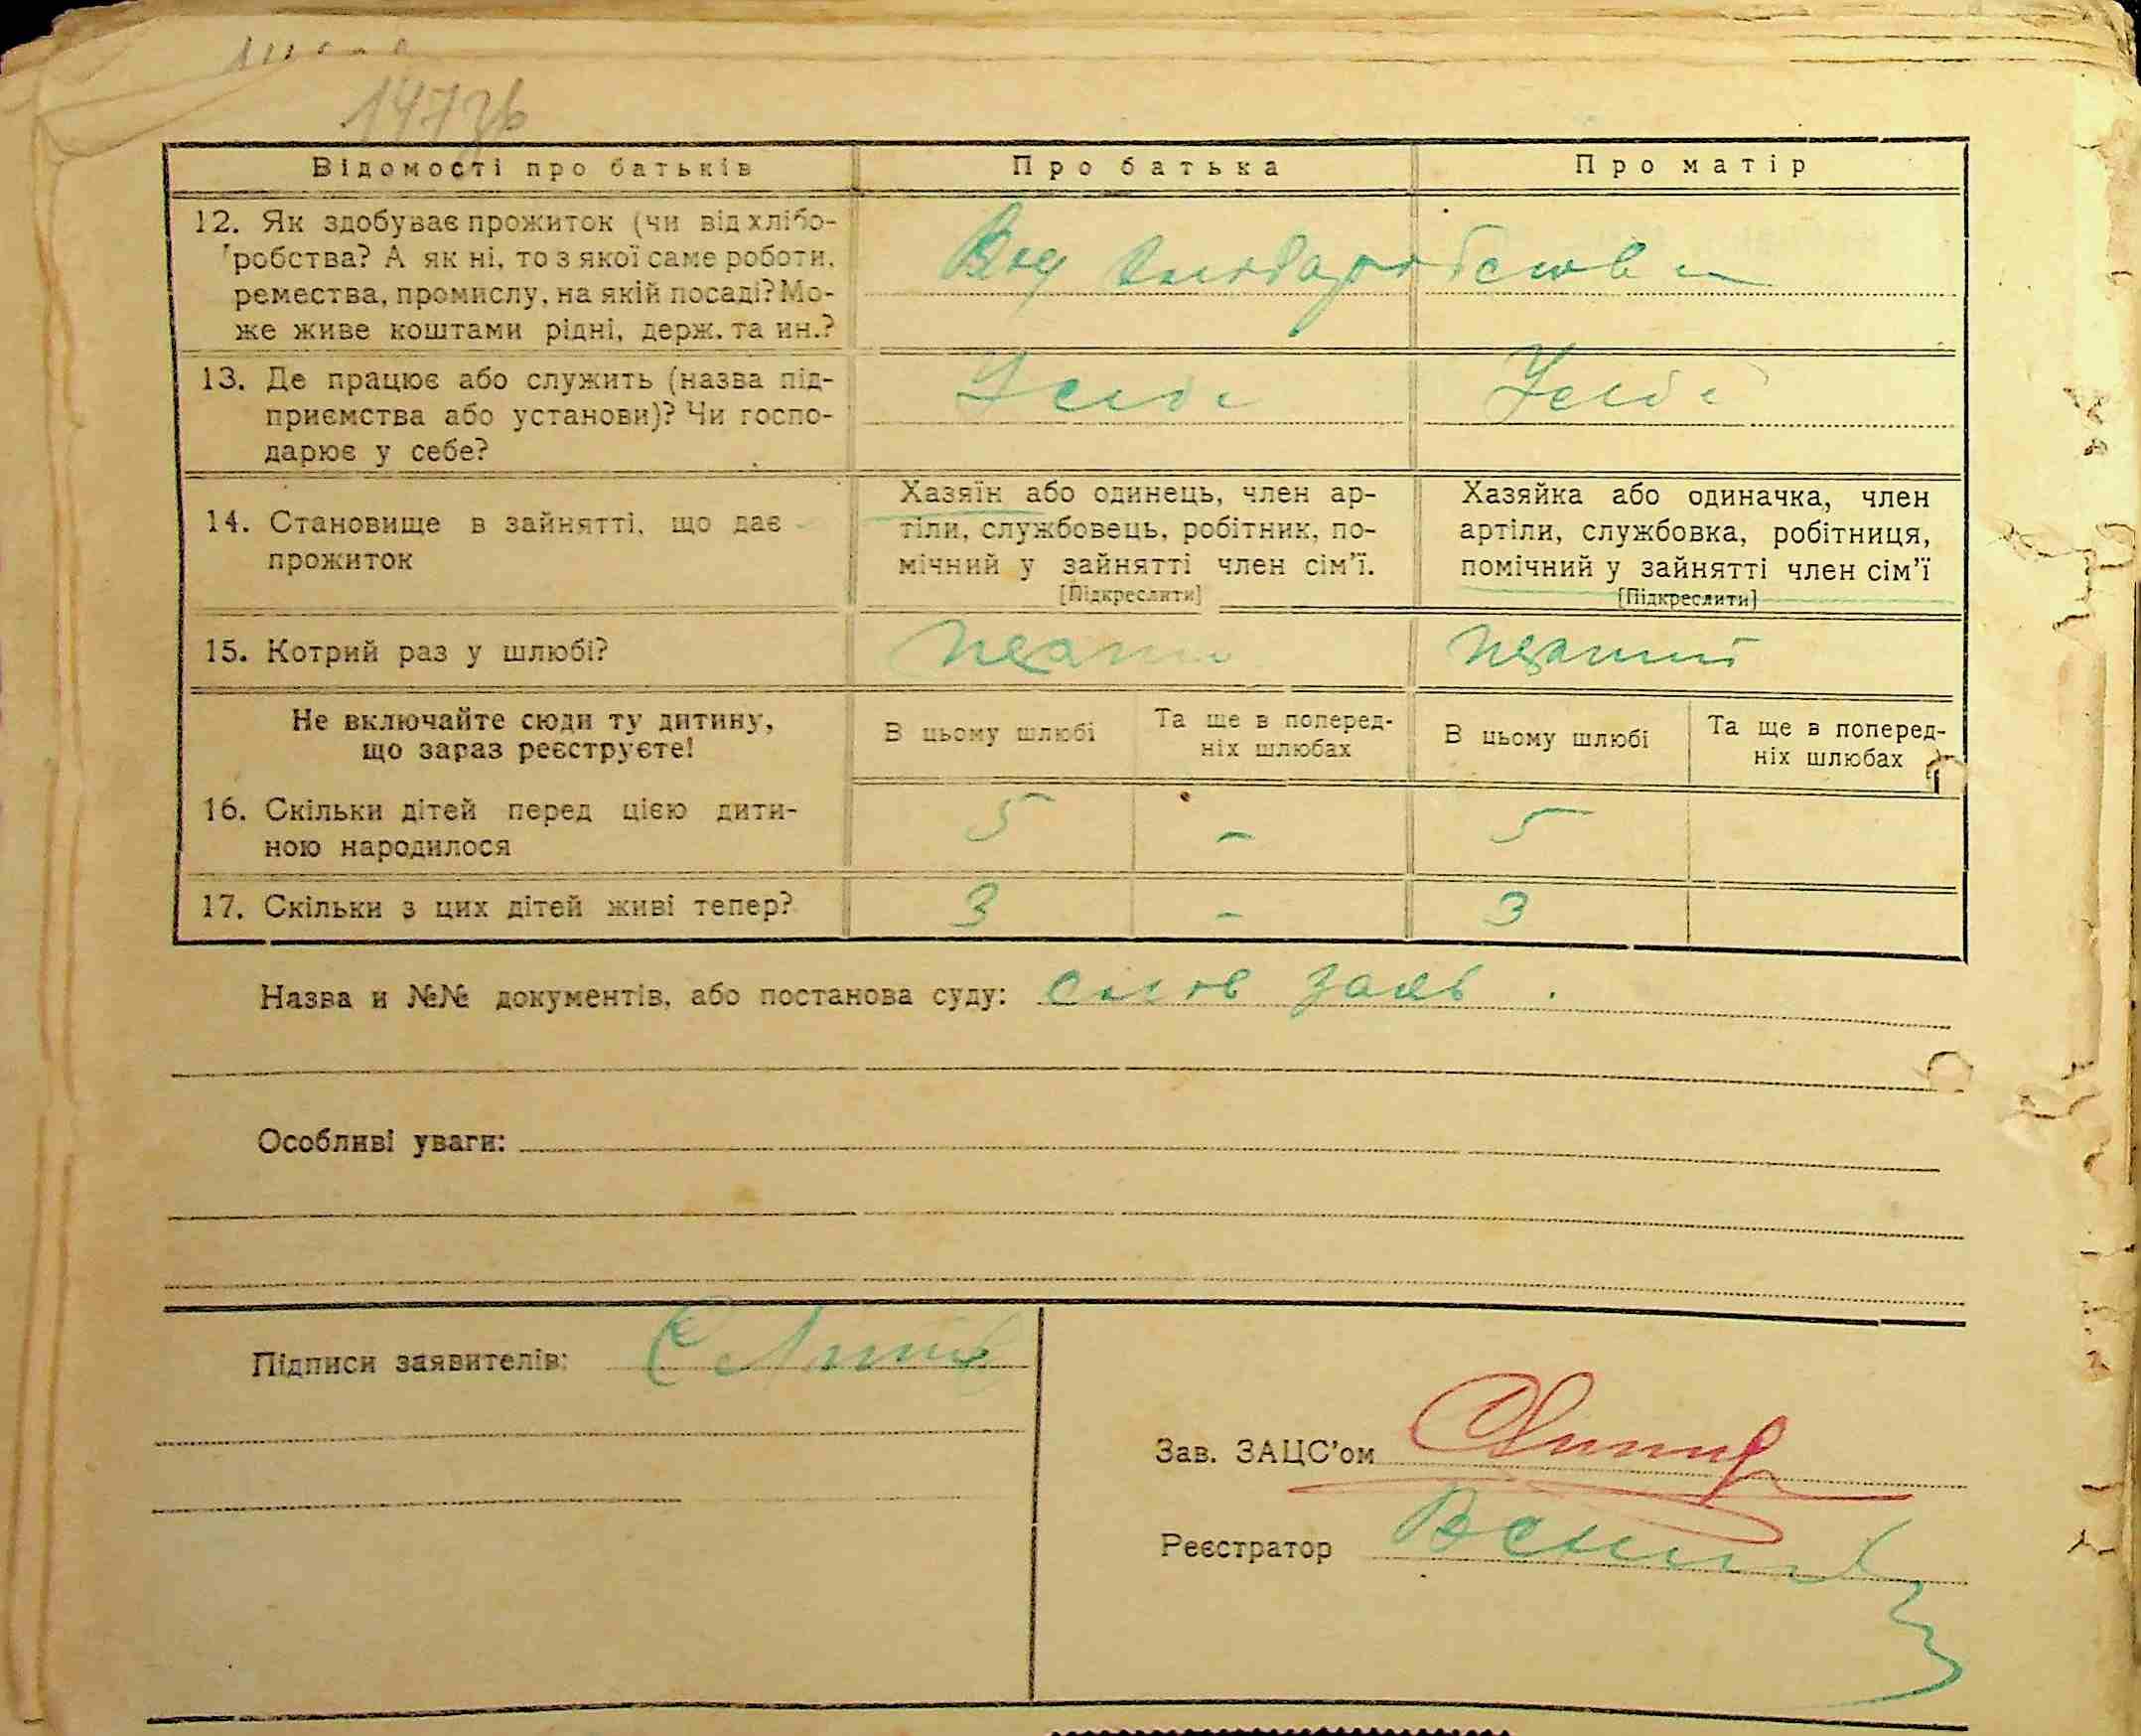 147 зв
Відомості про батьків
Про батька
Про матір
12. Як здобуває прожиток (чи від хлібо-
робства? А як ні, то з якої саме роботи,
ремества, промислу, на якій посаді? Мо-
же живе коштами рідні, держ. та ин.?
13. Де працює або служить (назва під-
приємства або установи)? Чи госпо-
дарює у себе?
У себе
У себе
14. Становище в зайнятті, що дає
прожиток
Хазяїн або одинець, член ар-
тіли, службовець, робітник, по-
мічний у зайнятті член сім'ї.
[Підкреслити]
Хазяйка або одиначка, член
артіли, службовка, робітниця,
помічний у зайнятті член сім'ї
[Підкреслити]
15. Котрий раз у шлюбі?
Не включайте сюди ту дитину,
що зараз реєструєте!
В цьому шлюбі
Та ще в поперед-
ніх шлюбах
В цьому шлюбі
Та ще в поперед-
ніх шлюбах
16. Скільки дітей перед цією дити-
ною народилося
5 - 5
17. Скільки з цих дітей живі тепер?
3 - 3
Назва и №№ документів, або постанова суду: заяв
Особливі уваги:
Підписи заявителів:
Зав. ЗАЦС'ом
Реєстратор